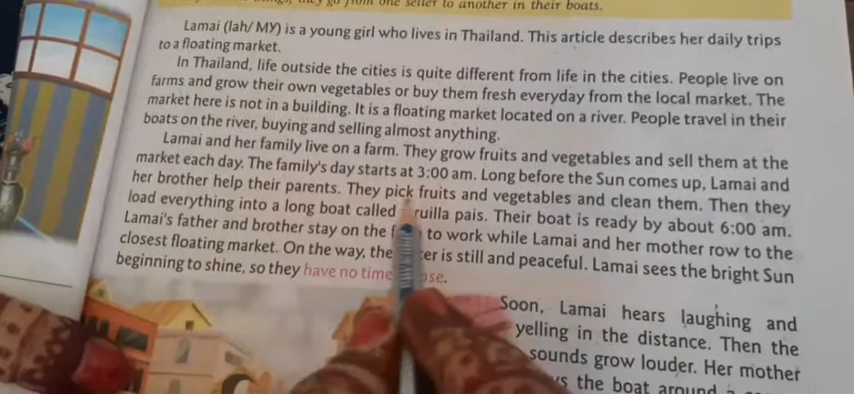 they go from one seller to another in their boats.
Lamai (lah/ MY) is a young girl who lives in Thailand. This article describes her daily trips
to a floating market.
In Thailand, life outside the cities is quite different from life in the cities. People live on
farms and grow their own vegetables or buy them fresh everyday from the local market. The
market here is not in a building. It is a floating market located on a river. People travel in their
boats on the river, buying and selling almost anything.
Lamai and her family live on a farm. They grow fruits and vegetables and sell them at the
market each day. The family's day starts at 3:00 am. Long before the Sun comes up, Lamai and
her brother help their parents. They pick fruits and vegetables and clean them. Then they
load everything into a long boat called ruilla pais. Their boat is ready by about 6:00 am.
Lamai's father and brother stay on the to work while Lamai and her mother row to the
closest floating market. On the way, the is still and peaceful. Lamai sees the bright Sun
beginning to shine, so they have no time
Soon, Lamai hears laughing and
yelling in the distance. Then the
sounds grow louder. Her mother
the boat around a